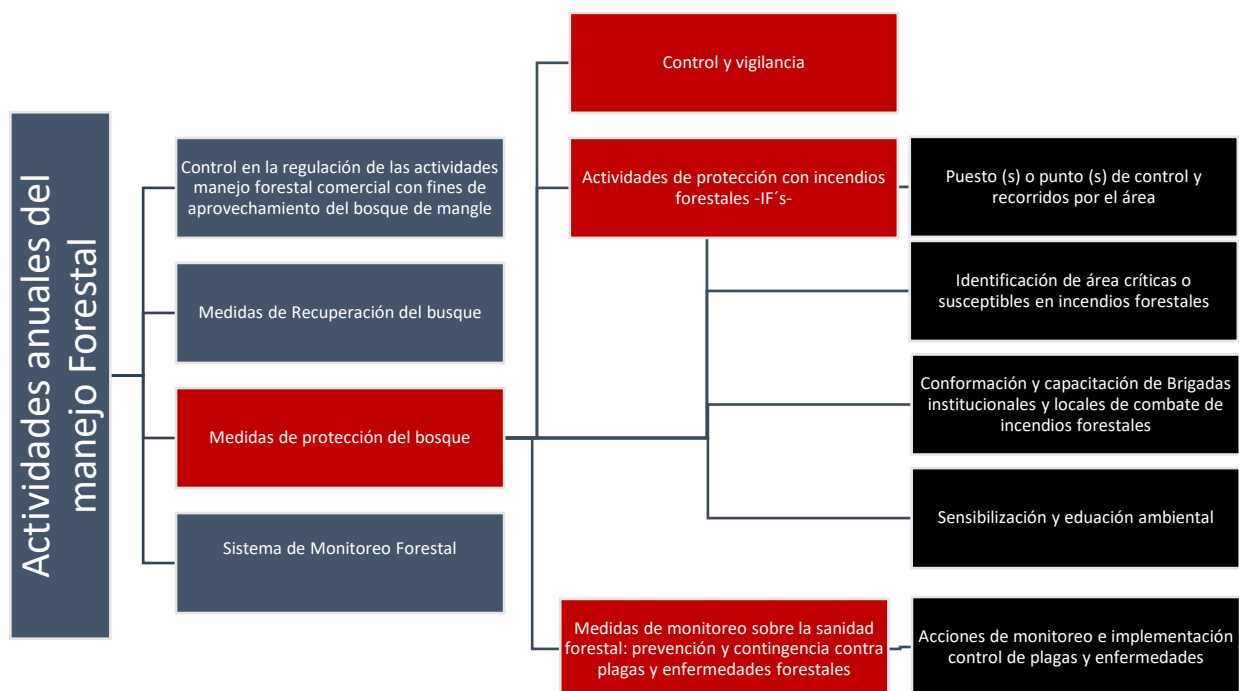 Actividades anuales del
manejo Forestal
Control en la regulación de las actividades
manejo forestal comercial con fines de
aprovechamiento del bosque de mangle
Medidas de Recuperación del busque
Medidas de protección del bosque
Sistema de Monitoreo Forestal
Control y vigilancia
Actividades de protección con incendios
forestales -IF´s-
Medidas de monitoreo sobre la sanidad
forestal: prevención y contingencia contra
plagas y enfermedades forestales
Puesto (s) o punto (s) de control y
recorridos por el área
Identificación de área críticas o
susceptibles en incendios forestales
Conformación y capacitación de Brigadas
institucionales y locales de combate de
incendios forestales
Sensibilización y eduación ambiental
Acciones de monitoreo e implementación
control de plagas y enfermedades